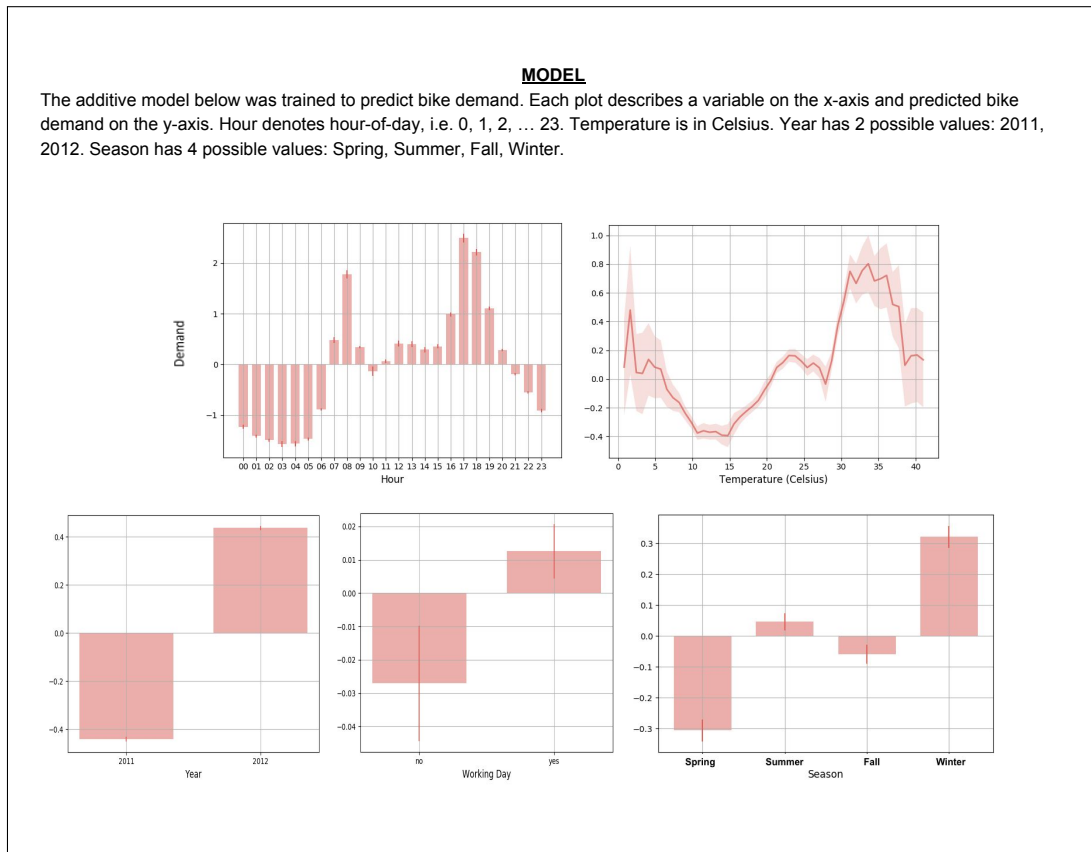 MODEL
The additive model below was trained to predict bike demand. Each plot describes a variable on the x-axis and predicted bike
demand on the y-axis. Hour denotes hour-of-day, i.e. 0, 1, 2, … 23. Temperature is in Celsius. Year has 2 possible values: 2011,
2012. Season has 4 possible values: Spring, Summer, Fall, Winter.
Demand
2
1
0
−1
00 01 02 03 04 05 06 07 08 09 10 11 12 13 14 15 16 17 18 19 20 21 22 23
Hour
1.0
0.8
0.6
0.4
0.2
0.0
−0.2
−0.4
0 5 10 15 20 25 30 35 40
Temperature (Celsius)
0.4
0.2
0.0
−0.2
−0.4
2011 2012
Year
0.02
0.01
0.00
−0.01
−0.02
−0.03
−0.04
no yes
Working Day
0.3
0.2
0.1
0.0
−0.1
−0.2
−0.3
Spring Summer Fall Winter
Season